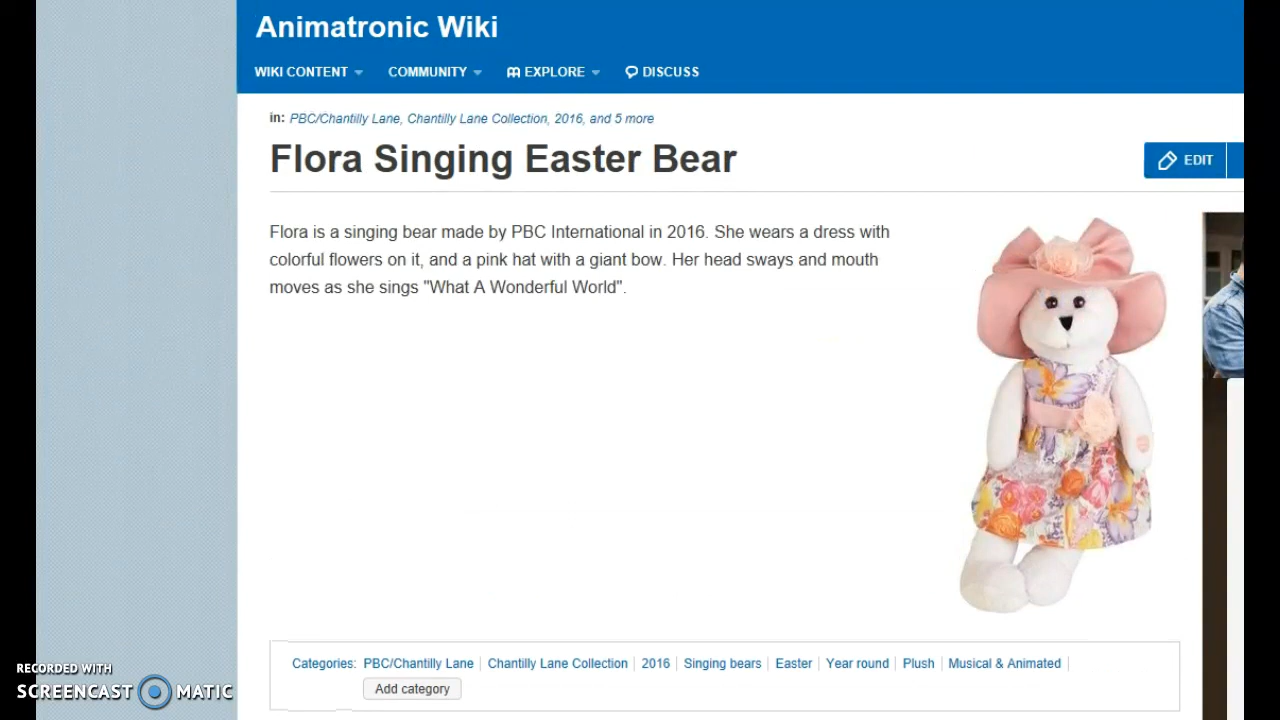 Animatronic Wiki
WIKI CONTENT COMMUNITY EXPLORE DISCUSS
in: PBC/Chantilly Lane, Chantilly Lane Collection, 2016, and 5 more
Flora Singing Easter Bear
EDIT
Flora is a singing bear made by PBC International in 2016. She wears a dress with
colorful flowers on it, and a pink hat with a giant bow. Her head sways and mouth
moves as she sings "What A Wonderful World".
Categories: PBC/Chantilly Lane Chantilly Lane Collection 2016 Singing bears Easter Year round Plush Musical & Animated
Add category
RECORDED WITH
SCREENCAST MATIC